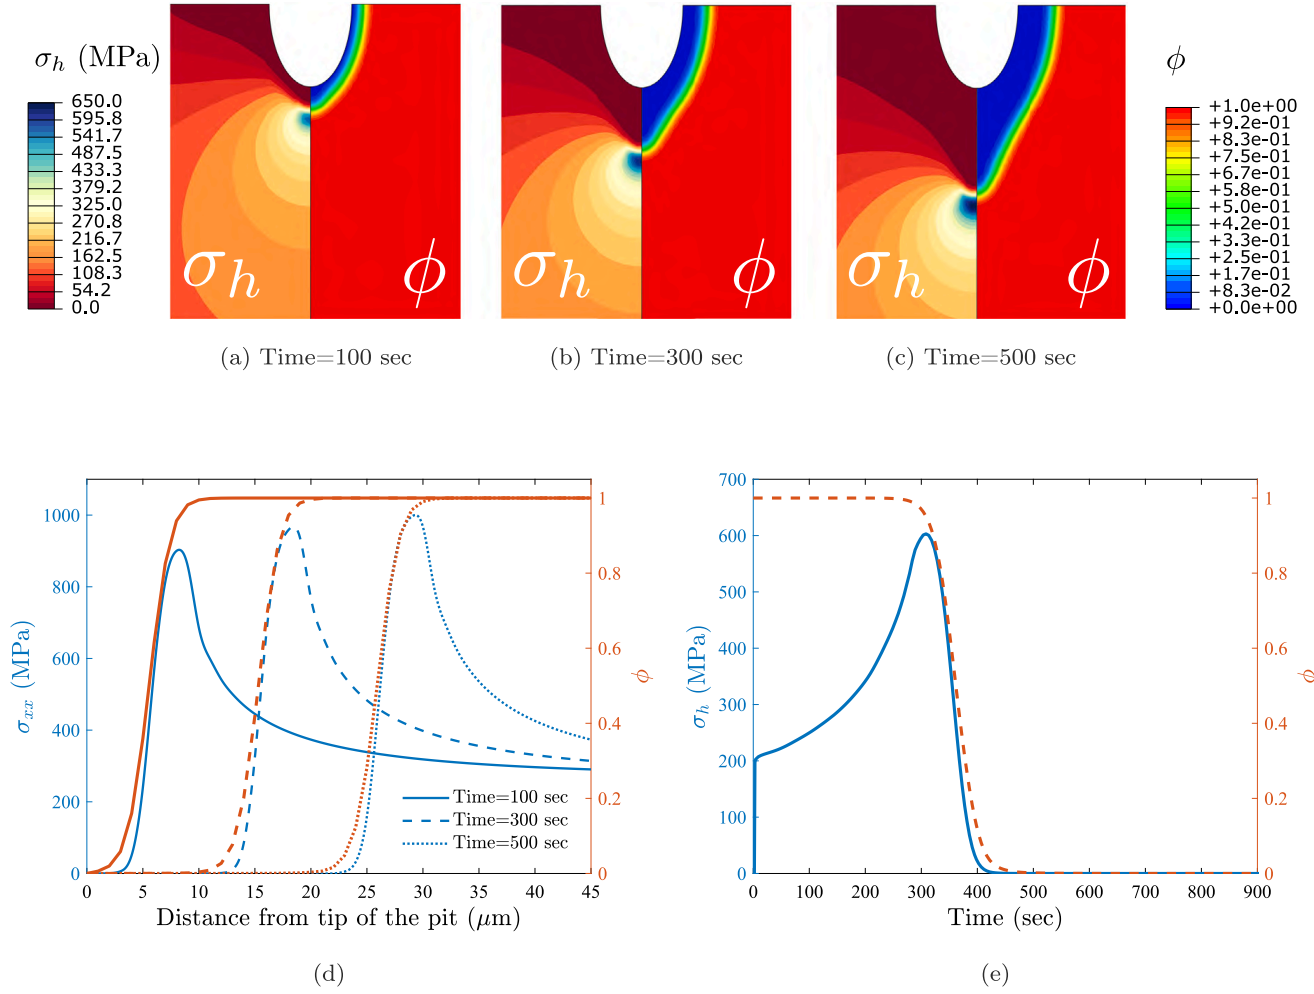 σh (MPa)
650.0
595.8
541.7
487.5
433.3
379.2
325.0
270.8
216.7
162.5
108.3
54.2
0.0
σh ϕ
σh ϕ
σh ϕ
ϕ
+1.0e+00
+9.2e-01
+8.3e-01
+7.5e-01
+6.7e-01
+5.8e-01
+5.0e-01
+4.2e-01
+3.3e-01
+2.5e-01
+1.7e-01
+8.3e-02
+0.0e+00
(a) Time=100 sec
(b) Time=300 sec
(c) Time=500 sec
σxx (MPa)
1000
800
600
400
200
0
0 5 10 15 20 25 30 35 40 45
Distance from tip of the pit (μm)
1
0.8
0.6
0.4
0.2
0
ϕ
Time=100 sec
Time=300 sec
Time=500 sec
(d)
σh (MPa)
700
600
500
400
300
200
100
0
0 100 200 300 400 500 600 700 800 900
Time (sec)
1
0.8
0.6
0.4
0.2
0
ϕ
(e)